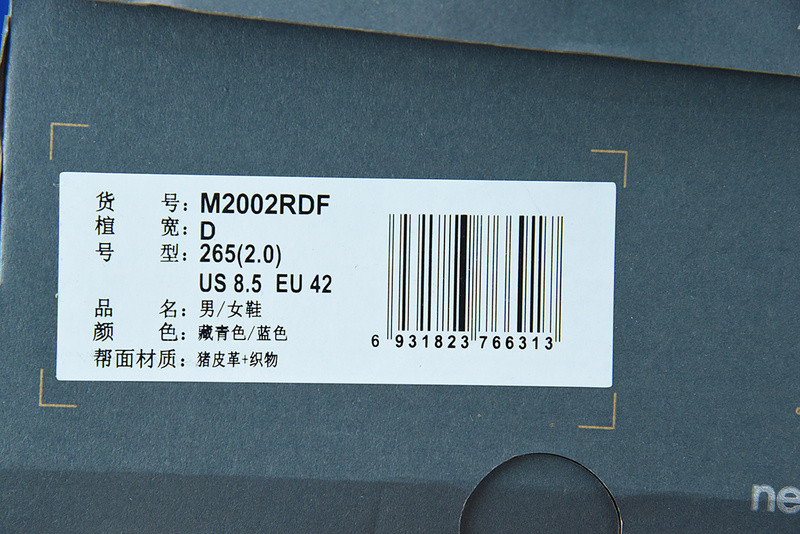 货 号：M2002RDF
楦 宽：D
号 型：265(2.0)
US 8.5 EU 42
品 名：男/女鞋
颜 色：藏青色/蓝色
帮面材质：猪皮革+织物
6 931823 766313
ne